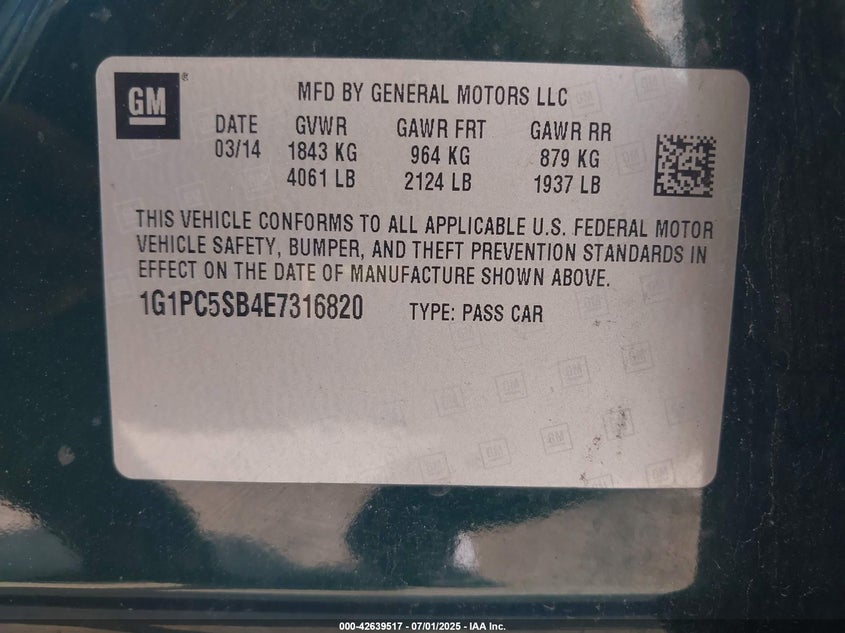 GM®
MFD BY GENERAL MOTORS LLC
DATE GVWR GAWR FRT GAWR RR
03/14 1843 KG 964 KG 879 KG
4061 LB 2124 LB 1937 LB
THIS VEHICLE CONFORMS TO ALL APPLICABLE U.S. FEDERAL MOTOR
VEHICLE SAFETY, BUMPER, AND THEFT PREVENTION STANDARDS IN
EFFECT ON THE DATE OF MANUFACTURE SHOWN ABOVE.
1G1PC5SB4E7316820 TYPE: PASS CAR
000-42639517 - 07/01/2025 - IAA Inc.